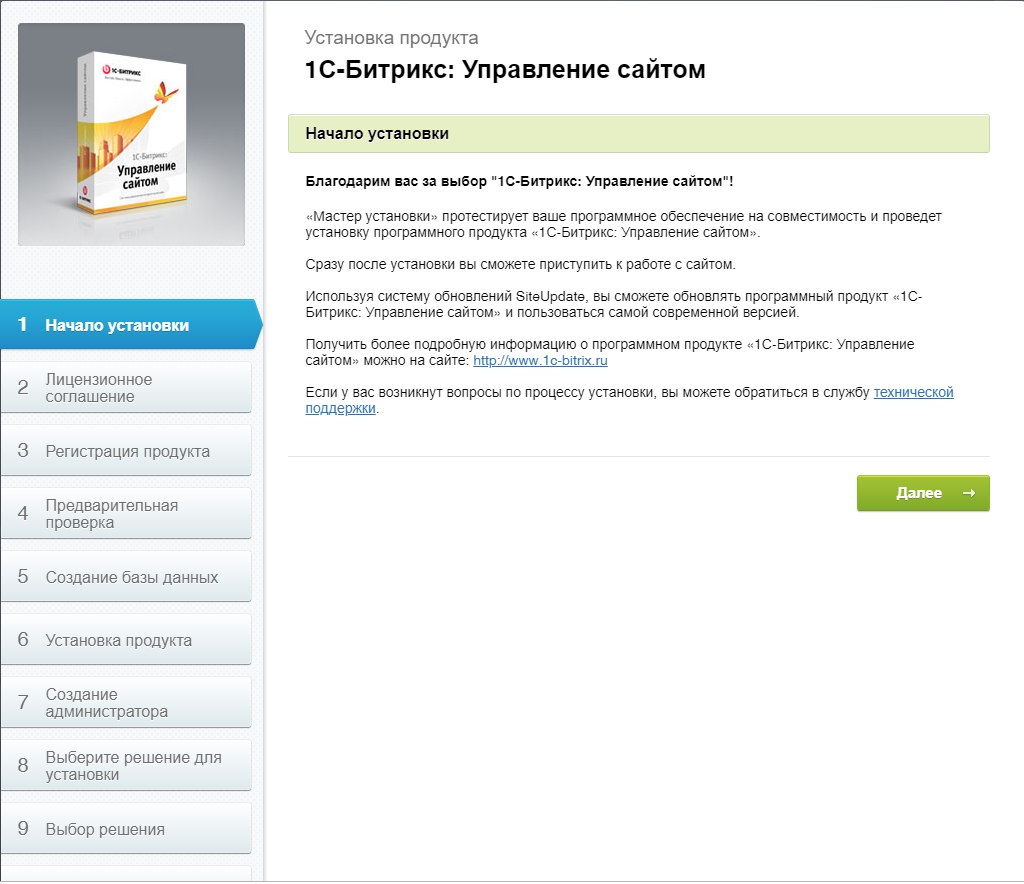 1С-БИТРИКС
1С-Битрикс:
Управление
сайтом
Установка продукта
1С-Битрикс: Управление сайтом
Начало установки
Благодарим вас за выбор "1С-Битрикс: Управление сайтом"!
«Мастер установки» протестирует ваше программное обеспечение на совместимость и проведет
установку программного продукта «1С-Битрикс: Управление сайтом».
Сразу после установки вы сможете приступить к работе с сайтом.
Используя систему обновлений SiteUpdate, вы сможете обновлять программный продукт «1С-
Битрикс: Управление сайтом» и пользоваться самой современной версией.
Получить более подробную информацию о программном продукте «1С-Битрикс: Управление
сайтом» можно на сайте: http://www.1c-bitrix.ru
Если у вас возникнут вопросы по процессу установки, вы можете обратиться в службу технической
поддержки.
Далее →
1 Начало установки
2 Лицензионное
соглашение
3 Регистрация продукта
4 Предварительная
проверка
5 Создание базы данных
6 Установка продукта
7 Создание
администратора
8 Выберите решение для
установки
9 Выбор решения